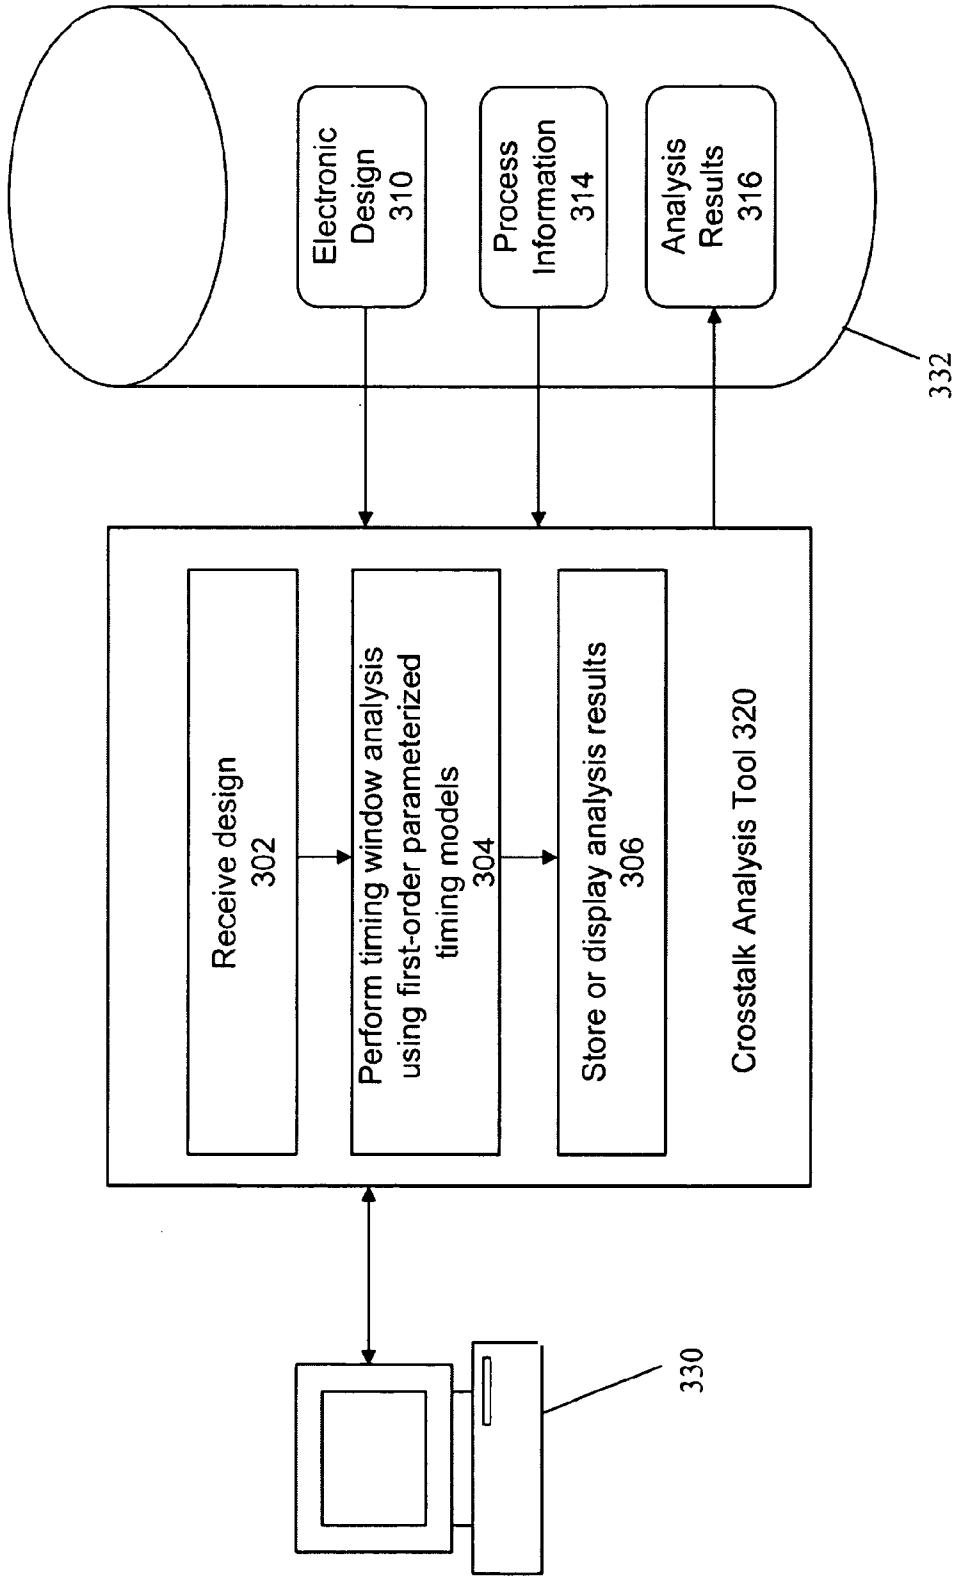 Receive design
302
Perform timing window analysis
using first-order parameterized
timing models
304
Store or display analysis results
306
Crosstalk Analysis Tool 320
Electronic
Design
310
Process
Information
314
Analysis
Results
316
330
332